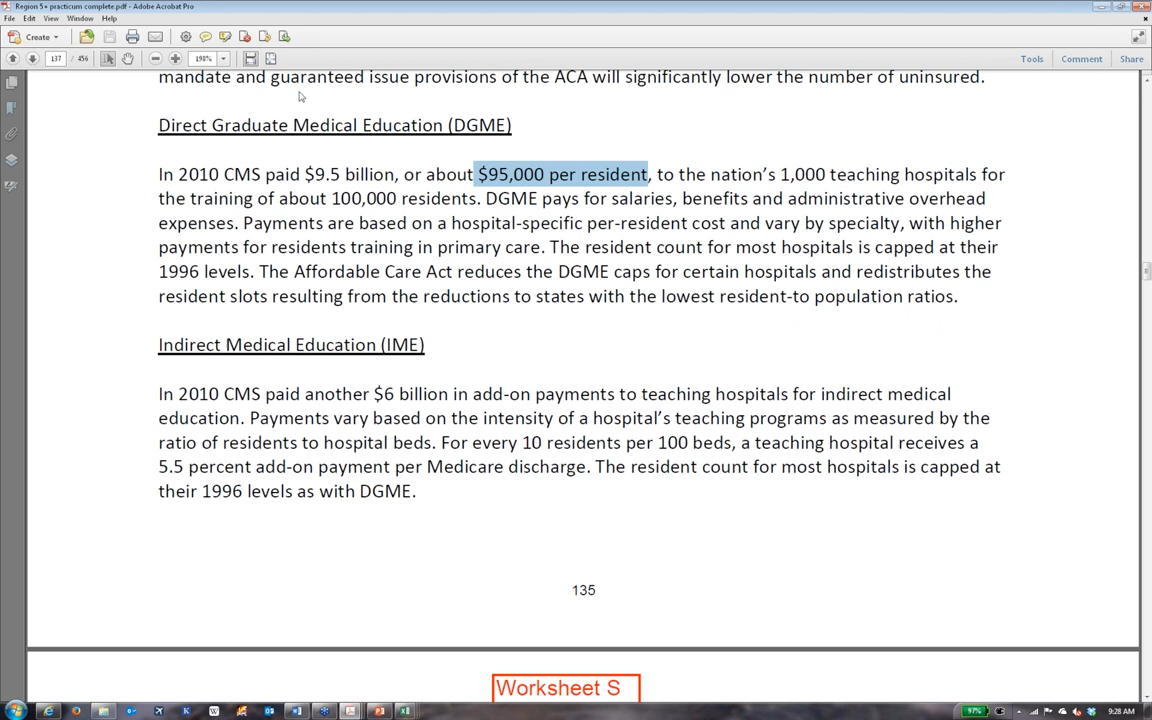 Region 5+ practicum complete.pdf - Adobe Acrobat Pro
File Edit View Window Help
Create
137 / 456 198% Tools Comment Share
mandate and guaranteed issue provisions of the ACA will significantly lower the number of uninsured.
Direct Graduate Medical Education (DGME)
In 2010 CMS paid $9.5 billion, or about $95,000 per resident, to the nation's 1,000 teaching hospitals for
the training of about 100,000 residents. DGME pays for salaries, benefits and administrative overhead
expenses. Payments are based on a hospital-specific per-resident cost and vary by specialty, with higher
payments for residents training in primary care. The resident count for most hospitals is capped at their
1996 levels. The Affordable Care Act reduces the DGME caps for certain hospitals and redistributes the
resident slots resulting from the reductions to states with the lowest resident-to population ratios.
Indirect Medical Education (IME)
In 2010 CMS paid another $6 billion in add-on payments to teaching hospitals for indirect medical
education. Payments vary based on the intensity of a hospital's teaching programs as measured by the
ratio of residents to hospital beds. For every 10 residents per 100 beds, a teaching hospital receives a
5.5 percent add-on payment per Medicare discharge. The resident count for most hospitals is capped at
their 1996 levels as with DGME.
135
Worksheet S
97% 9:28 AM